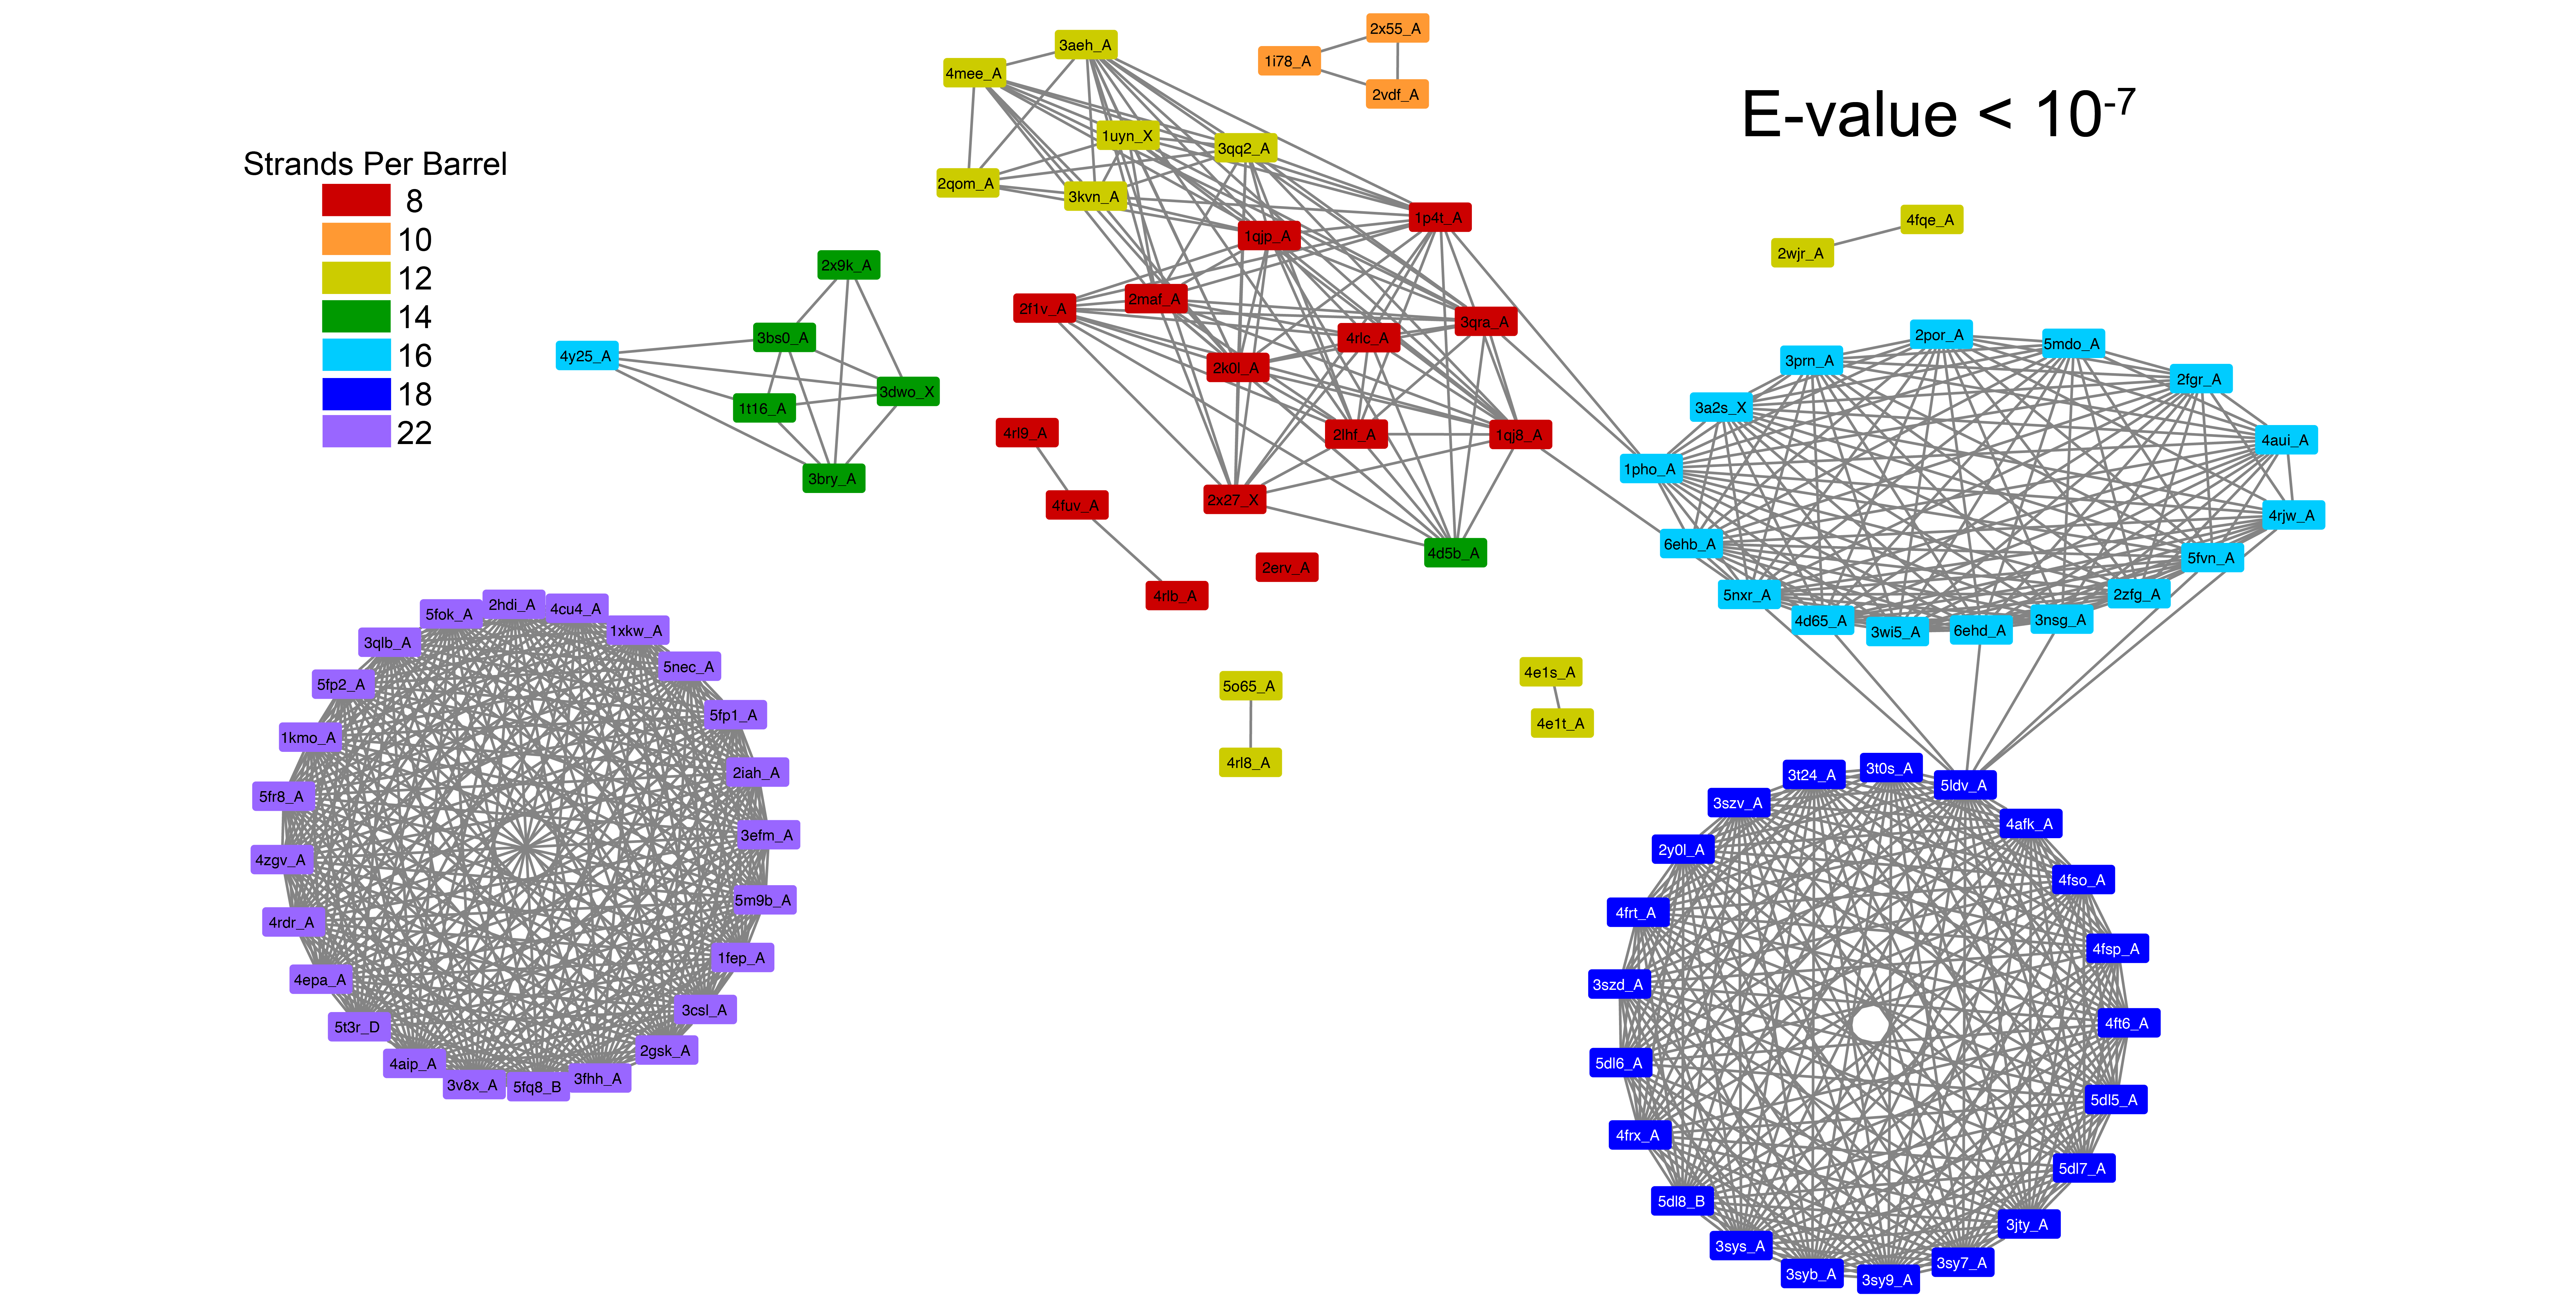 E-value < 10-7
Strands Per Barrel
8
10
12
14
16
18
22
2x55_A
1i78_A
2vdf_A
3aeh_A
4mee_A
1uyn_X
3qq2_A
2qom_A
3kvn_A
1p4t_A
1qjp_A
2maf_A
2f1v_A
3qra_A
4rlc_A
2k0l_A
2lhf_A
1qj8_A
2x27_X
4d5b_A
4rl9_A
4fuv_A
4rlb_A
2erv_A
2x9k_A
3bs0_A
4y25_A
3dwo_X
1t16_A
3bry_A
4fqe_A
2wjr_A
2por_A
5mdo_A
3prn_A
2fgr_A
3a2s_X
4aui_A
1pho_A
4rjw_A
6ehb_A
5fvn_A
5nxr_A
2zfg_A
4d65_A
3wi5_A
6ehd_A
3nsg_A
5o65_A
4rl8_A
4e1s_A
4e1t_A
2hdi_A
4cu4_A
5fok_A
1xkw_A
3qlb_A
5nec_A
5fp2_A
5fp1_A
1kmo_A
2iah_A
5fr8_A
3efm_A
4zgv_A
5m9b_A
4rdr_A
1fep_A
4epa_A
3csl_A
5t3r_D
2gsk_A
4aip_A
3v8x_A
5fq8_B
3fhh_A
3t24_A
3t0s_A
5ldv_A
3szv_A
4afk_A
2y0l_A
4fso_A
4frt_A
4fsp_A
3szd_A
4ft6_A
5dl6_A
5dl5_A
4frx_A
5dl7_A
5dl8_B
3jty_A
3sys_A
3syb_A
3sy9_A
3sy7_A